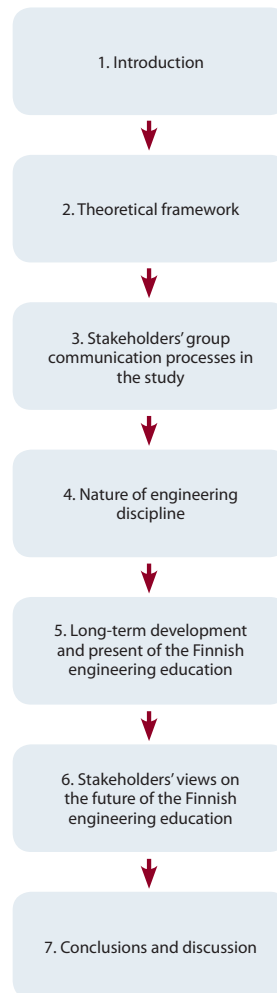 1. Introduction
2. Theoretical framework
3. Stakeholders' group
communication processes in
the study
4. Nature of engineering
discipline
5. Long-term development
and present of the Finnish
engineering education
6. Stakeholders' views on
the future of the Finnish
engineering education
7. Conclusions and discussion